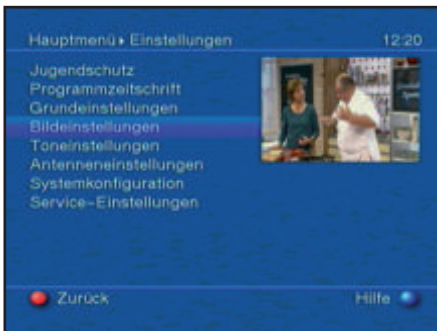 Hauptmenü▸Einstellungen 12:20
Jugendschutz
Programmzeitschrift
Grundeinstellungen
Bildeinstellungen
Toneinstellungen
Antenneneinstellungen
Systemkonfiguration
Service-Einstellungen
Zurück Hilfe